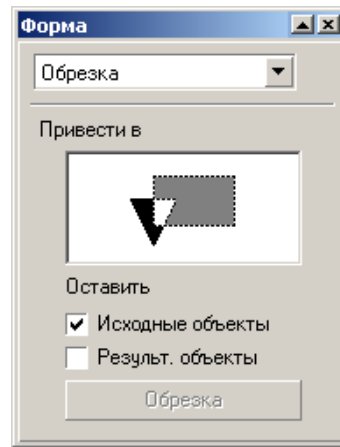 Форма
Обрезка
Привести в
Оставить
Исходные объекты
Результ. объекты
Обрезка